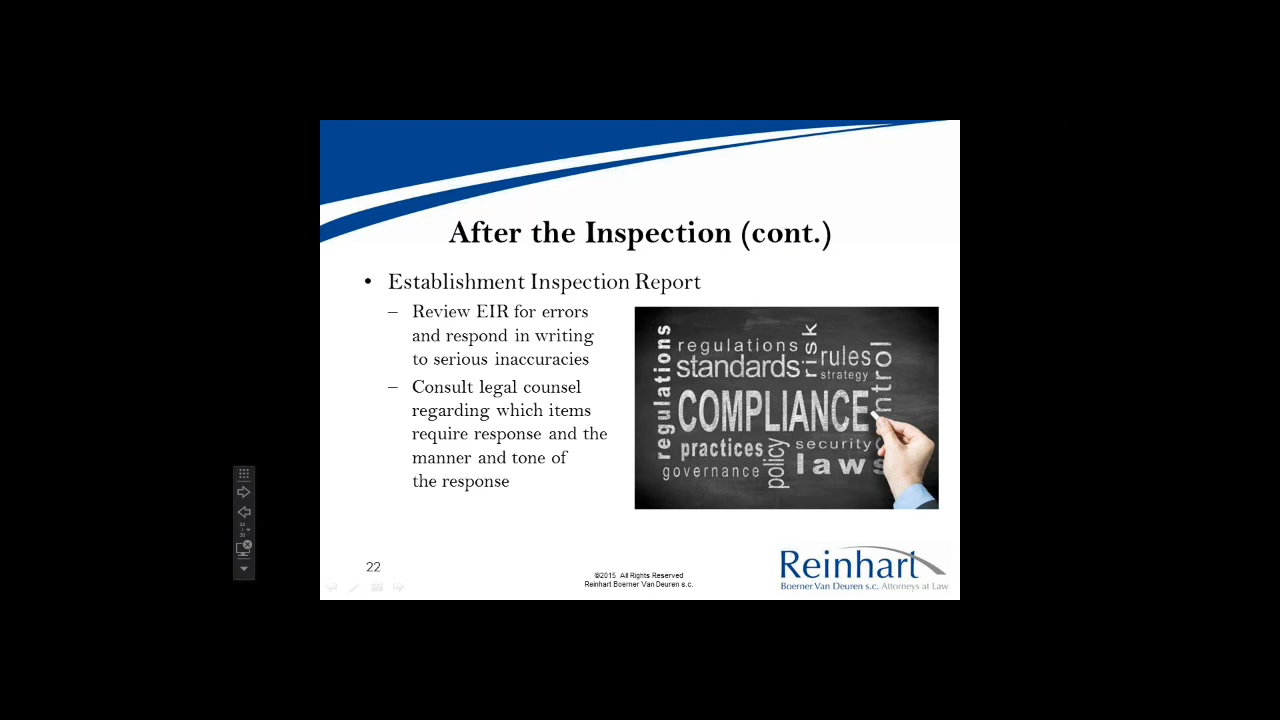 After the Inspection (cont.)
• Establishment Inspection Report
– Review EIR for errors
and respond in writing
to serious inaccuracies
– Consult legal counsel
regarding which items
require response and the
manner and tone of
the response
regulations
regulations
standards
risk
rules
strategy
ntrol
COMPLIANCE
practices
policy
security
governance
laws
22
©2015 All Rights Reserved
Reinhart Boerner Van Deuren s.c.
Reinhart
Boerner Van Deuren s.c. Attorneys at Law